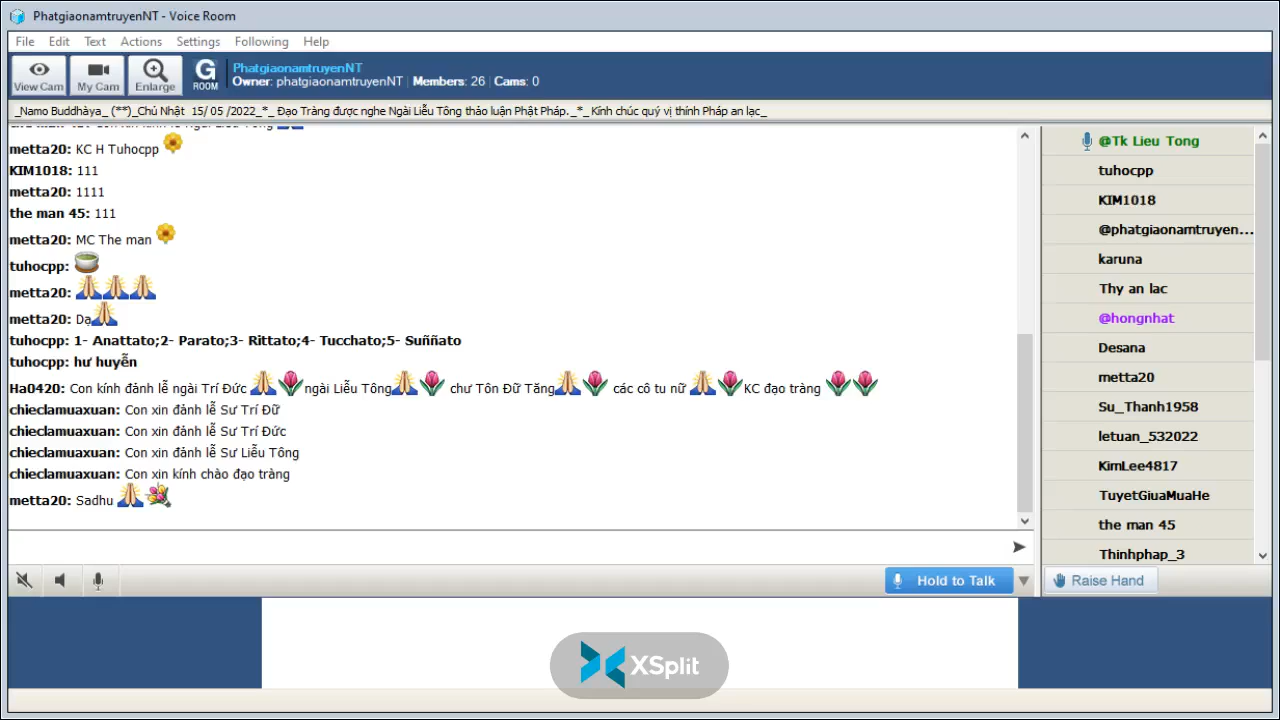 PhatgiaonamtruyenNT - Voice Room
File Edit Text Actions Settings Following Help
View Cam My Cam Enlarge G ROOM
PhatgiaonamtruyenNT
Owner: phatgiaonamtruyenNT Members: 26 Cams: 0
_Namo Buddhàya_ (**)_Chủ Nhật 15/ 05 /2022_*_ Đạo Tràng được nghe Ngài Liễu Tông thảo luận Phật Pháp._*_ Kính chúc quý vị thính Pháp an lạc_
metta20: KC H Tuhocpp
KIM1018: 111
metta20: 1111
the man 45: 111
metta20: MC The man
tuhocpp:
metta20:
metta20: Dạ
tuhocpp: 1- Anattato;2- Parato;3- Rittato;4- Tucchato;5- Suññato
tuhocpp: hư huyễn
Ha0420: Con kính đảnh lễ ngài Trí Đức ngài Liễu Tông chư Tôn Đữ Tăng các cô tu nữ KC đạo tràng
chieclamuaxuan: Con xin đảnh lễ Sư Trí Đữ
chieclamuaxuan: Con xin đảnh lễ Sư Trí Đức
chieclamuaxuan: Con xin đảnh lễ Sư Liễu Tông
chieclamuaxuan: Con xin kính chào đạo tràng
metta20: Sadhu
Hold to Talk
@Tk Lieu Tong
tuhocpp
KIM1018
@phatgiaonamtruyen...
karuna
Thy an lac
@hongnhat
Desana
metta20
Su_Thanh1958
letuan_532022
KimLee4817
TuyetGiuaMuaHe
the man 45
Thinhphap_3
Raise Hand
XSplit